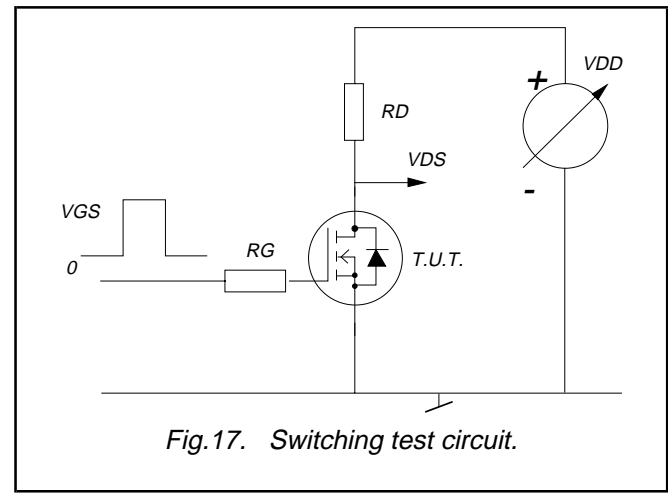 +
VDD
RD
VDS
-
VGS
0
RG
T.U.T.
Fig.17. Switching test circuit.